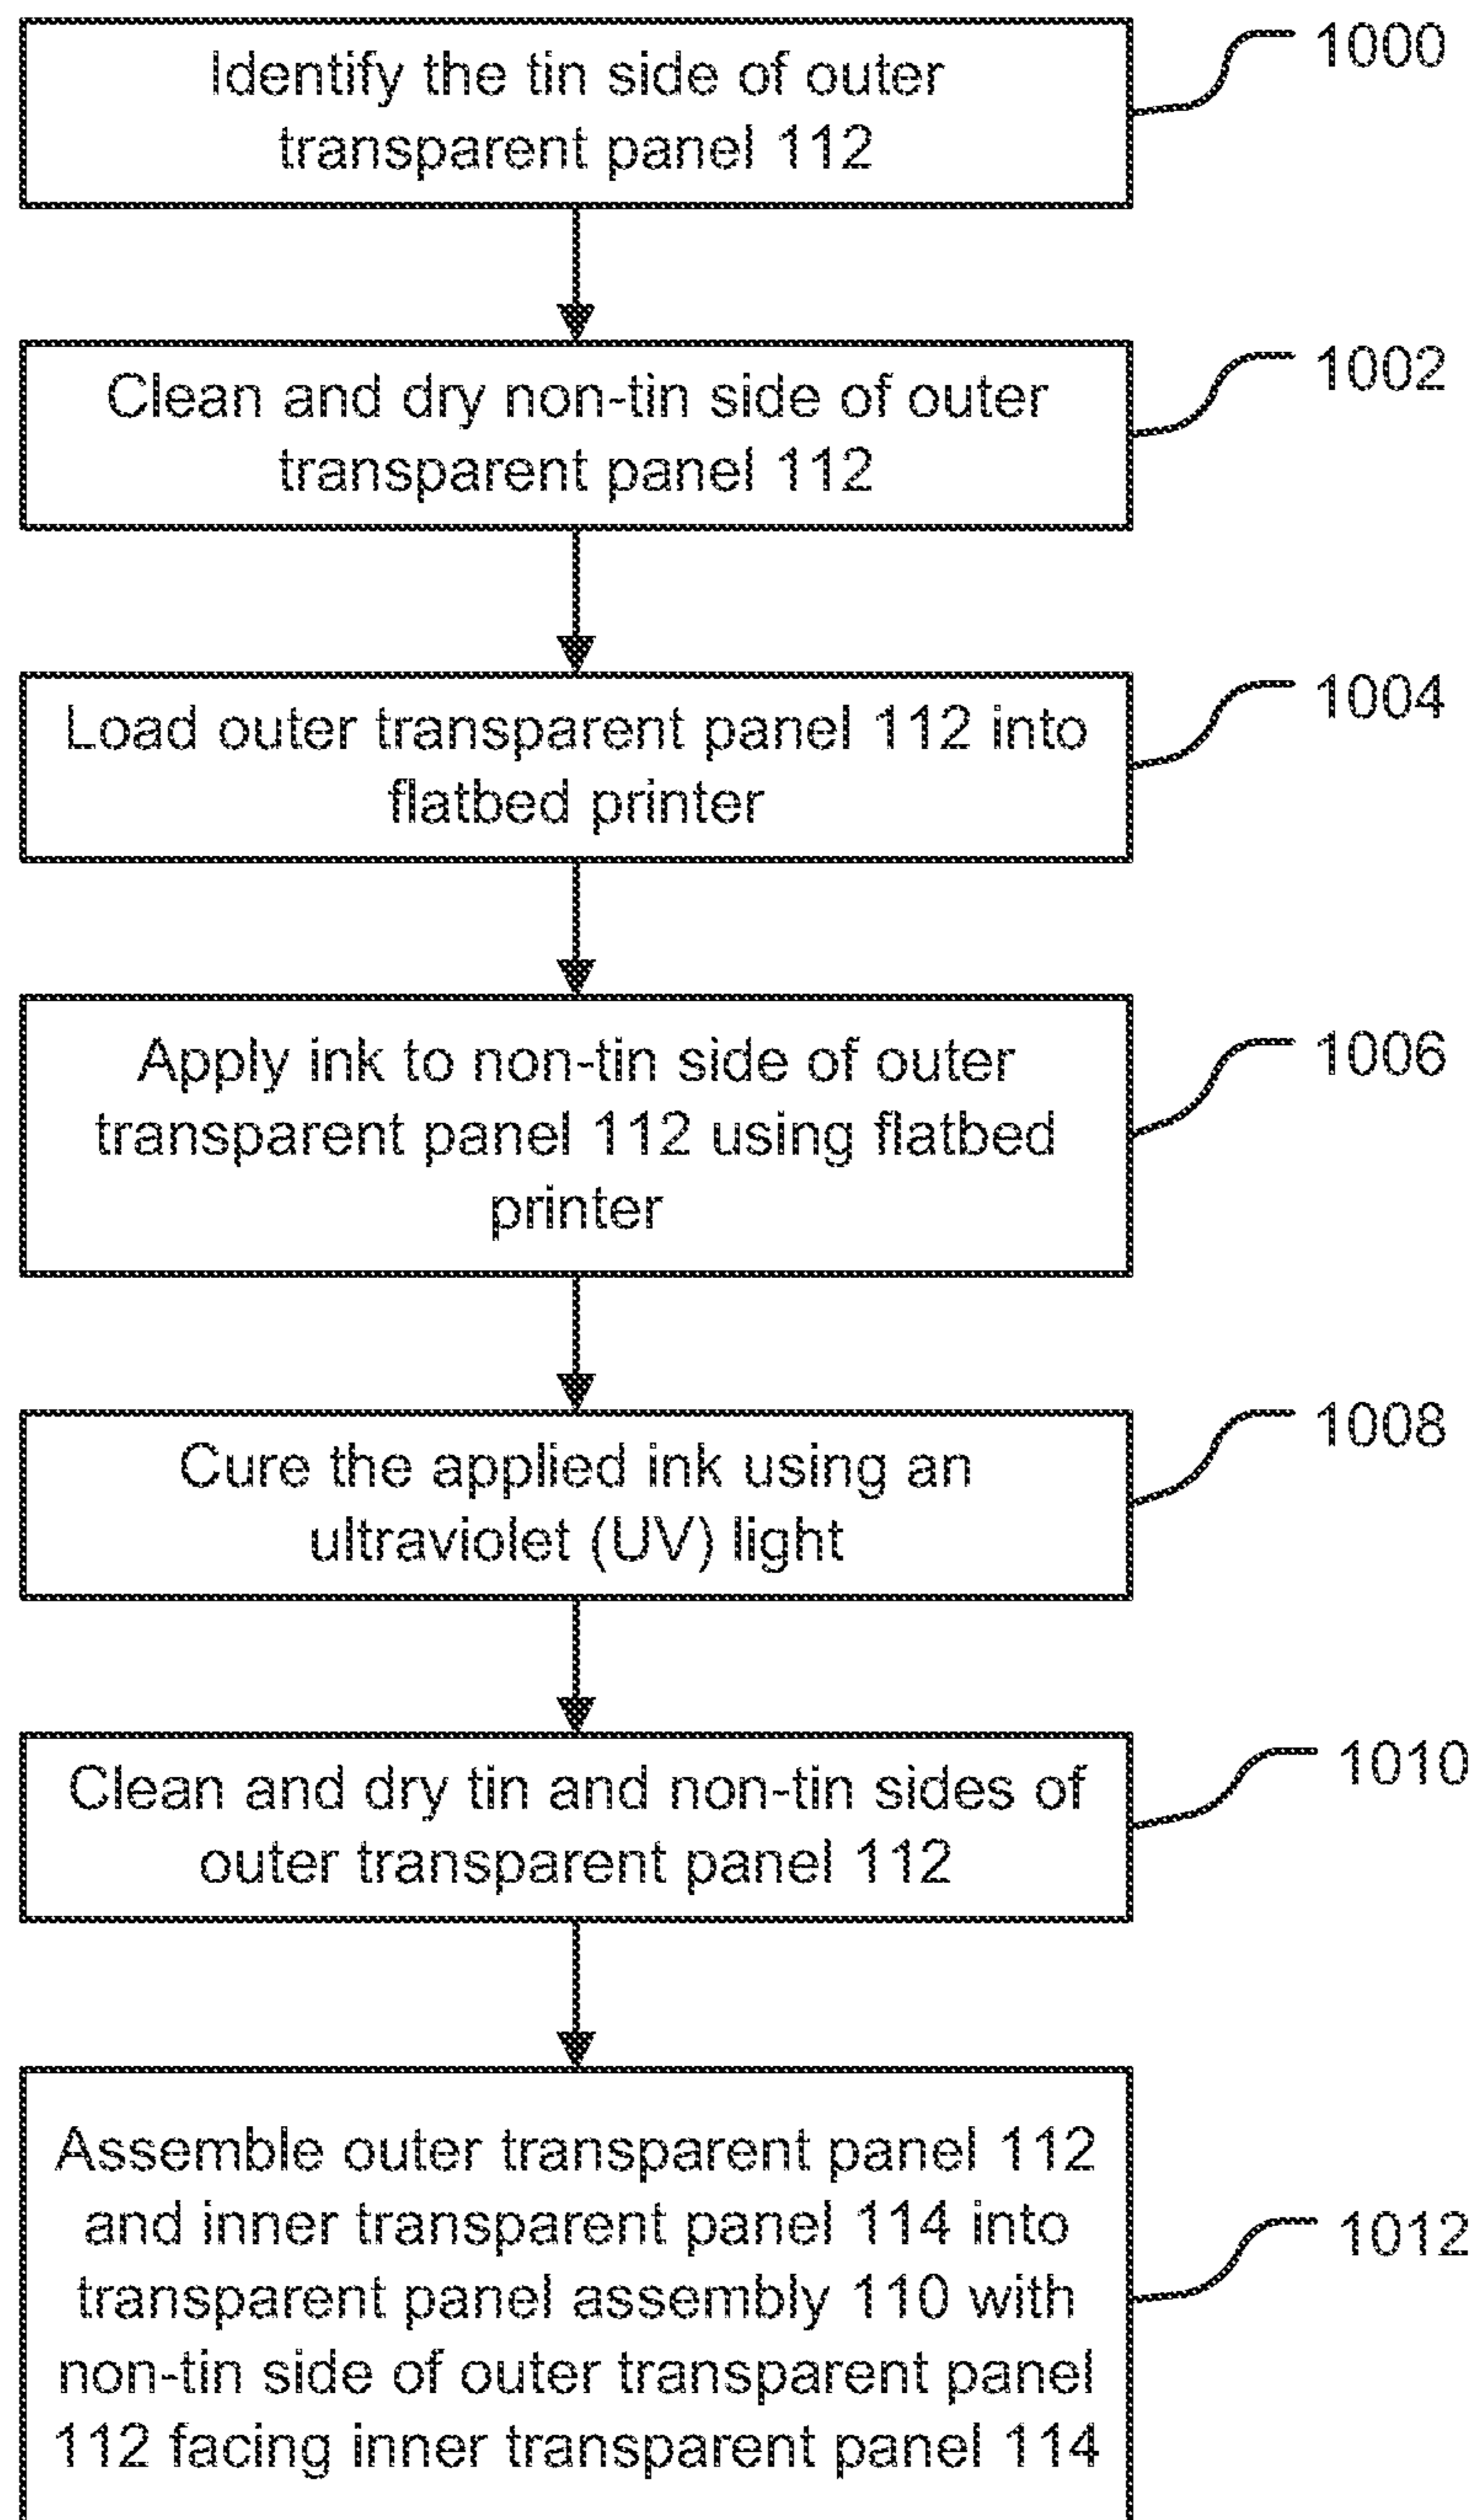 Identify the tin side of outer
transparent panel 112
1000
Clean and dry non-tin side of outer
transparent panel 112
1002
Load outer transparent panel 112 into
flatbed printer
1004
Apply ink to non-tin side of outer
transparent panel 112 using flatbed
printer
1006
Cure the applied ink using an
ultraviolet (UV) light
1008
Clean and dry tin and non-tin sides of
outer transparent panel 112
1010
Assemble outer transparent panel 112
and inner transparent panel 114 into
transparent panel assembly 110 with
non-tin side of outer transparent panel
112 facing inner transparent panel 114
1012